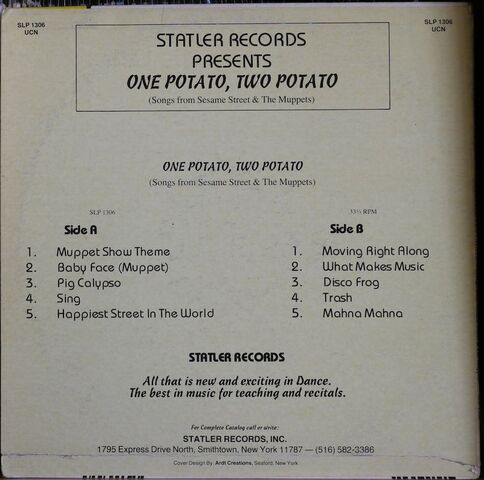 SLP 1306
UCN
SLP 1306
UCN
STATLER RECORDS
PRESENTS
ONE POTATO, TWO POTATO
(Songs from Sesame Street & The Muppets)
ONE POTATO, TWO POTATO
(Songs from Sesame Street & The Muppets)
SLP 1306
Side A
1. Muppet Show Theme
2. Baby Face (Muppet)
3. Pig Calypso
4. Sing
5. Happiest Street In The World
33⅓ RPM
Side B
1. Moving Right Along
2. What Makes Music
3. Disco Frog
4. Trash
5. Mahna Mahna
STATLER RECORDS
All that is new and exciting in Dance.
The best in music for teaching and recitals.
For Complete Catalog call or write:
STATLER RECORDS, INC.
1795 Express Drive North, Smithtown, New York 11787 — (516) 582-3386
Cover Design By: Ardt Creations, Seaford, New York